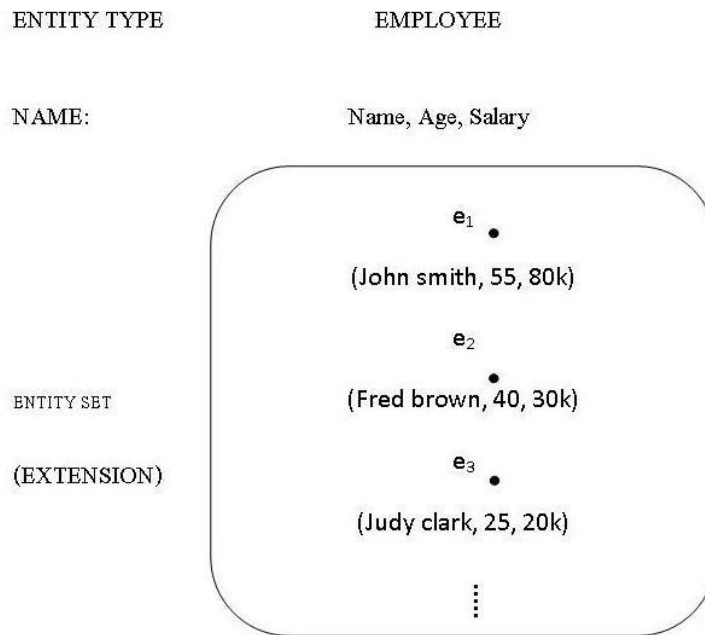 ENTITY TYPE EMPLOYEE
NAME: Name, Age, Salary
e₁
(John smith, 55, 80k)
e₂
ENTITY SET (Fred brown, 40, 30k)
(EXTENSION) e₃
(Judy clark, 25, 20k)